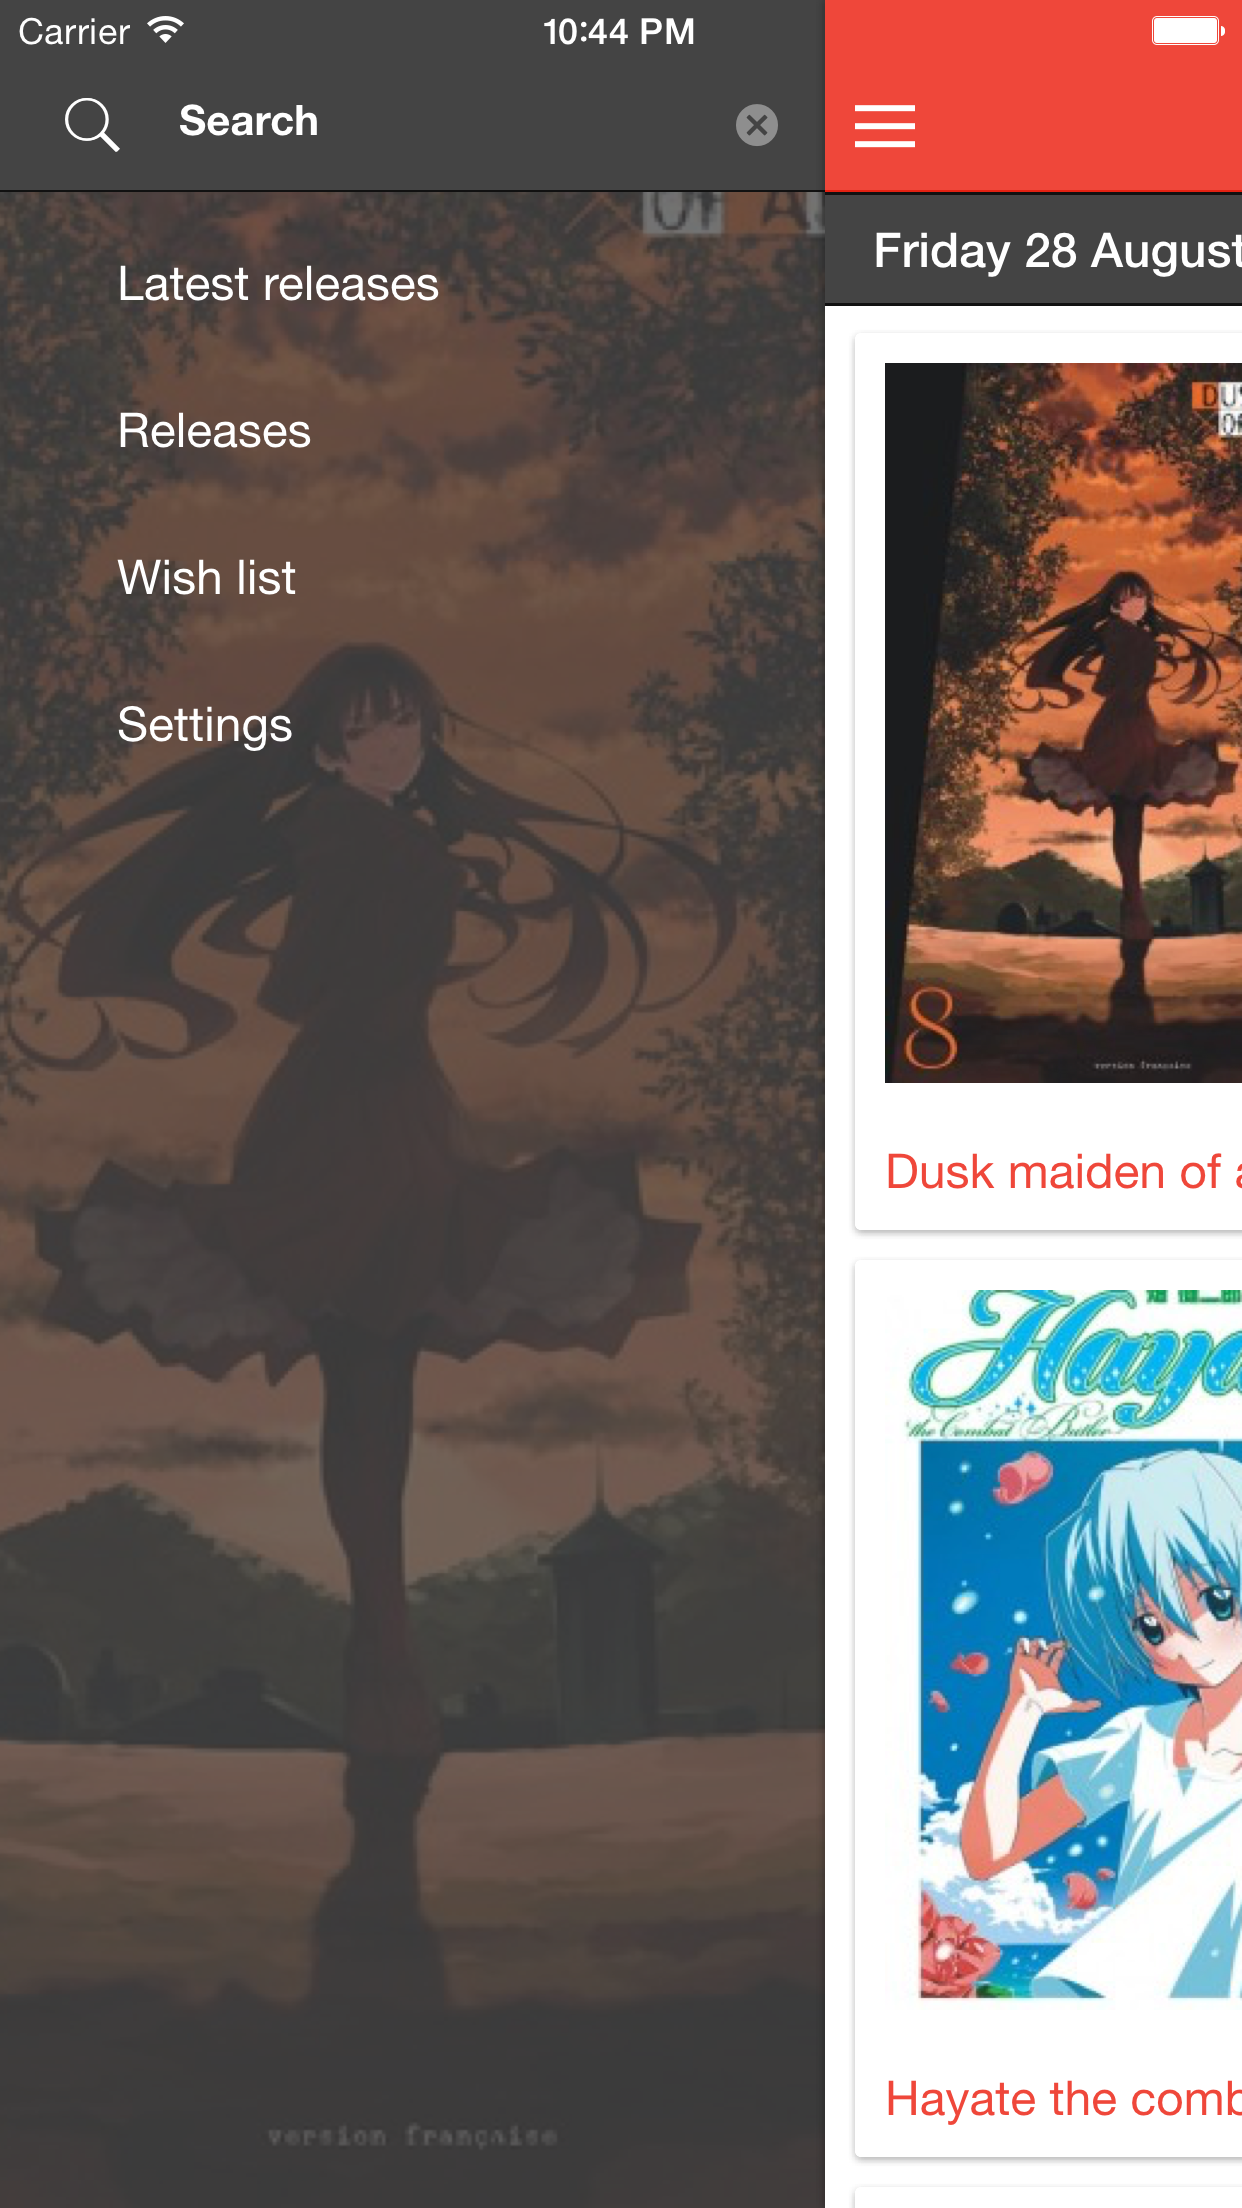 Carrier
10:44 PM
Search
Latest releases
Releases
Wish list
Settings
version française
Friday 28 August
8
version française
Dusk maiden of a
Haya
the Combat Butler
Hayate the comb